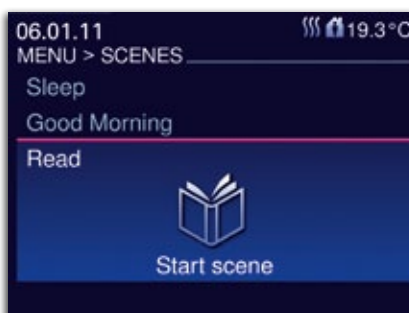 06.01.11 19.3°C
MENU > SCENES
Sleep
Good Morning
Read
Start scene